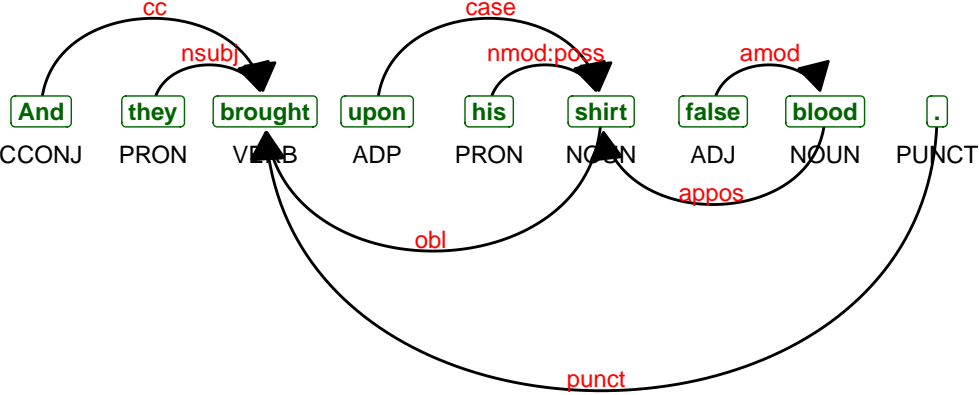 cc case
nsubj nmod:poss amod
And they brought upon his shirt false blood .
CCONJ PRON VERB ADP PRON NOUN ADJ NOUN PUNCT
appos
obl
punct